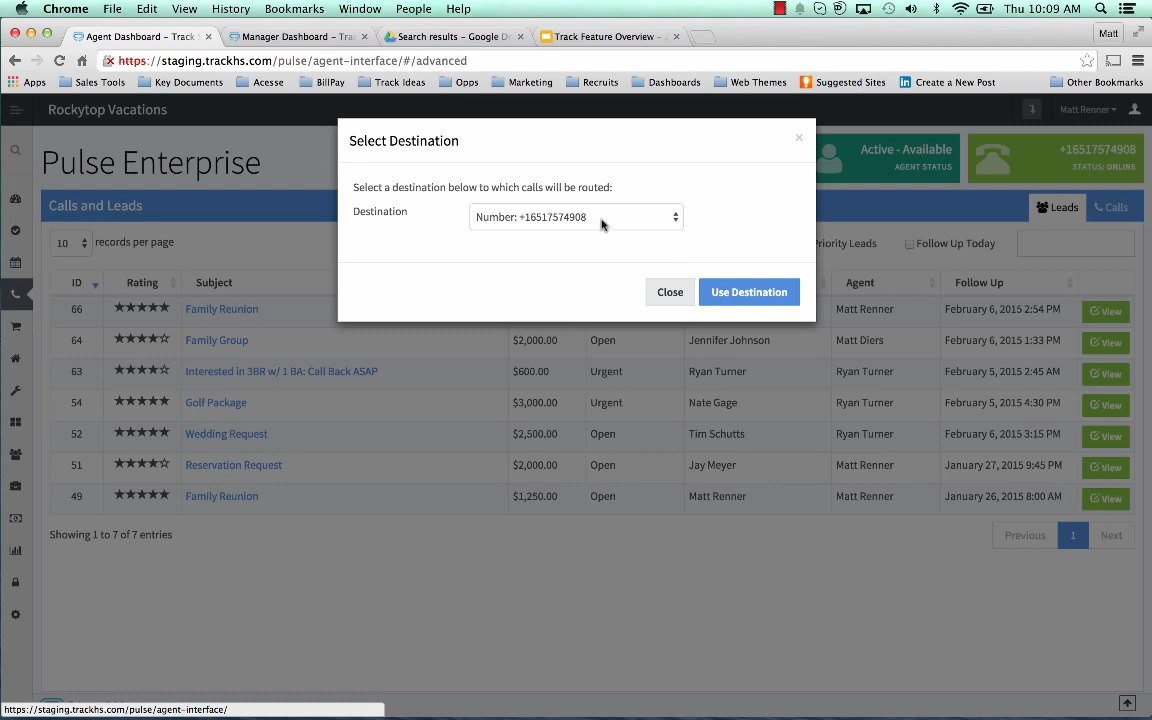 Chrome File Edit View History Bookmarks Window People Help Thu 10:09 AM
Agent Dashboard - Track S Manager Dashboard - Tra Search results - Google Dr Track Feature Overview - Matt
https://staging.trackhs.com/pulse/agent-interface/#/advanced
Apps Sales Tools Key Documents Acesse BillPay Track Ideas Opps Marketing Recruits Dashboards Web Themes Suggested Sites Create a New Post Other Bookmarks
Rockytop Vacations Matt Renner
Pulse Enterprise
Active - Available
AGENT STATUS
+16517574908
STATUS: ONLINE
Select Destination ×
Select a destination below to which calls will be routed:
Destination Number: +16517574908
Close Use Destination
Calls and Leads Leads Calls
10 records per page Priority Leads Follow Up Today
ID Rating Subject Agent Follow Up
66 ★★★★★ Family Reunion Matt Renner February 6, 2015 2:54 PM View
64 ★★★★☆ Family Group $2,000.00 Open Jennifer Johnson Matt Diers February 6, 2015 1:33 PM View
63 ★★★★☆ Interested in 3BR w/ 1 BA: Call Back ASAP $600.00 Urgent Ryan Turner Ryan Turner February 5, 2015 2:45 AM View
54 ★★★★★ Golf Package $3,000.00 Urgent Nate Gage Ryan Turner February 5, 2015 4:30 PM View
52 ★★★★★ Wedding Request $2,500.00 Open Tim Schutts Ryan Turner February 6, 2015 3:15 PM View
51 ★★★★☆ Reservation Request $2,000.00 Open Jay Meyer Matt Renner January 27, 2015 9:45 PM View
49 ★★★★★ Family Reunion $1,250.00 Open Matt Renner Matt Renner January 26, 2015 8:00 AM View
Showing 1 to 7 of 7 entries Previous 1 Next
https://staging.trackhs.com/pulse/agent-interface/